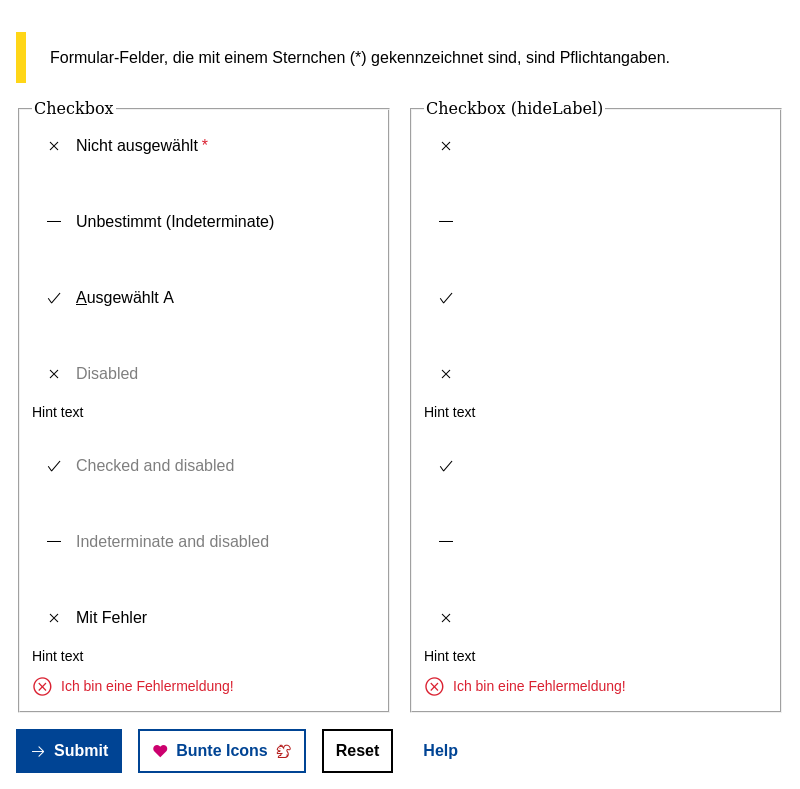 Formular-Felder, die mit einem Sternchen (*) gekennzeichnet sind, sind Pflichtangaben.
Checkbox
Nicht ausgewählt *
Unbestimmt (Indeterminate)
Ausgewählt A
Disabled
Hint text
Checked and disabled
Indeterminate and disabled
Mit Fehler
Hint text
Ich bin eine Fehlermeldung!
Checkbox (hideLabel)
Hint text
Hint text
Ich bin eine Fehlermeldung!
Submit
Bunte Icons
Reset
Help